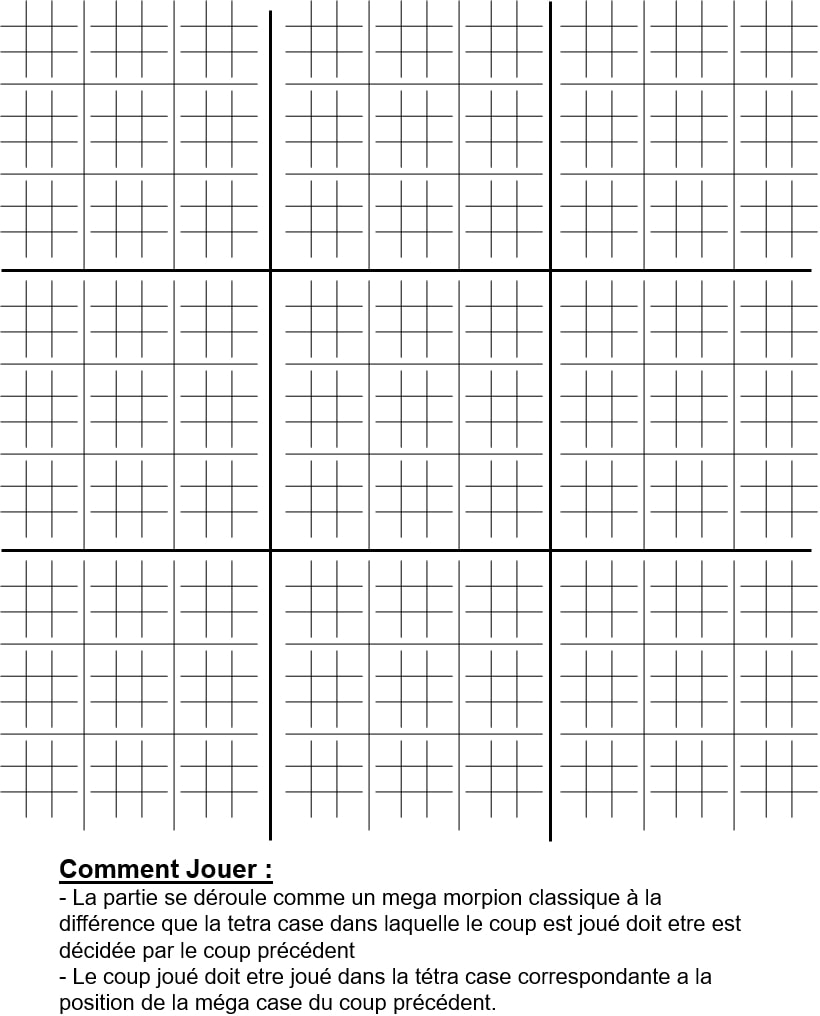 Comment Jouer :
- La partie se déroule comme un mega morpion classique à la
différence que la tetra case dans laquelle le coup est joué doit etre est
décidée par le coup précédent
- Le coup joué doit etre joué dans la tétra case correspondante a la
position de la méga case du coup précédent.